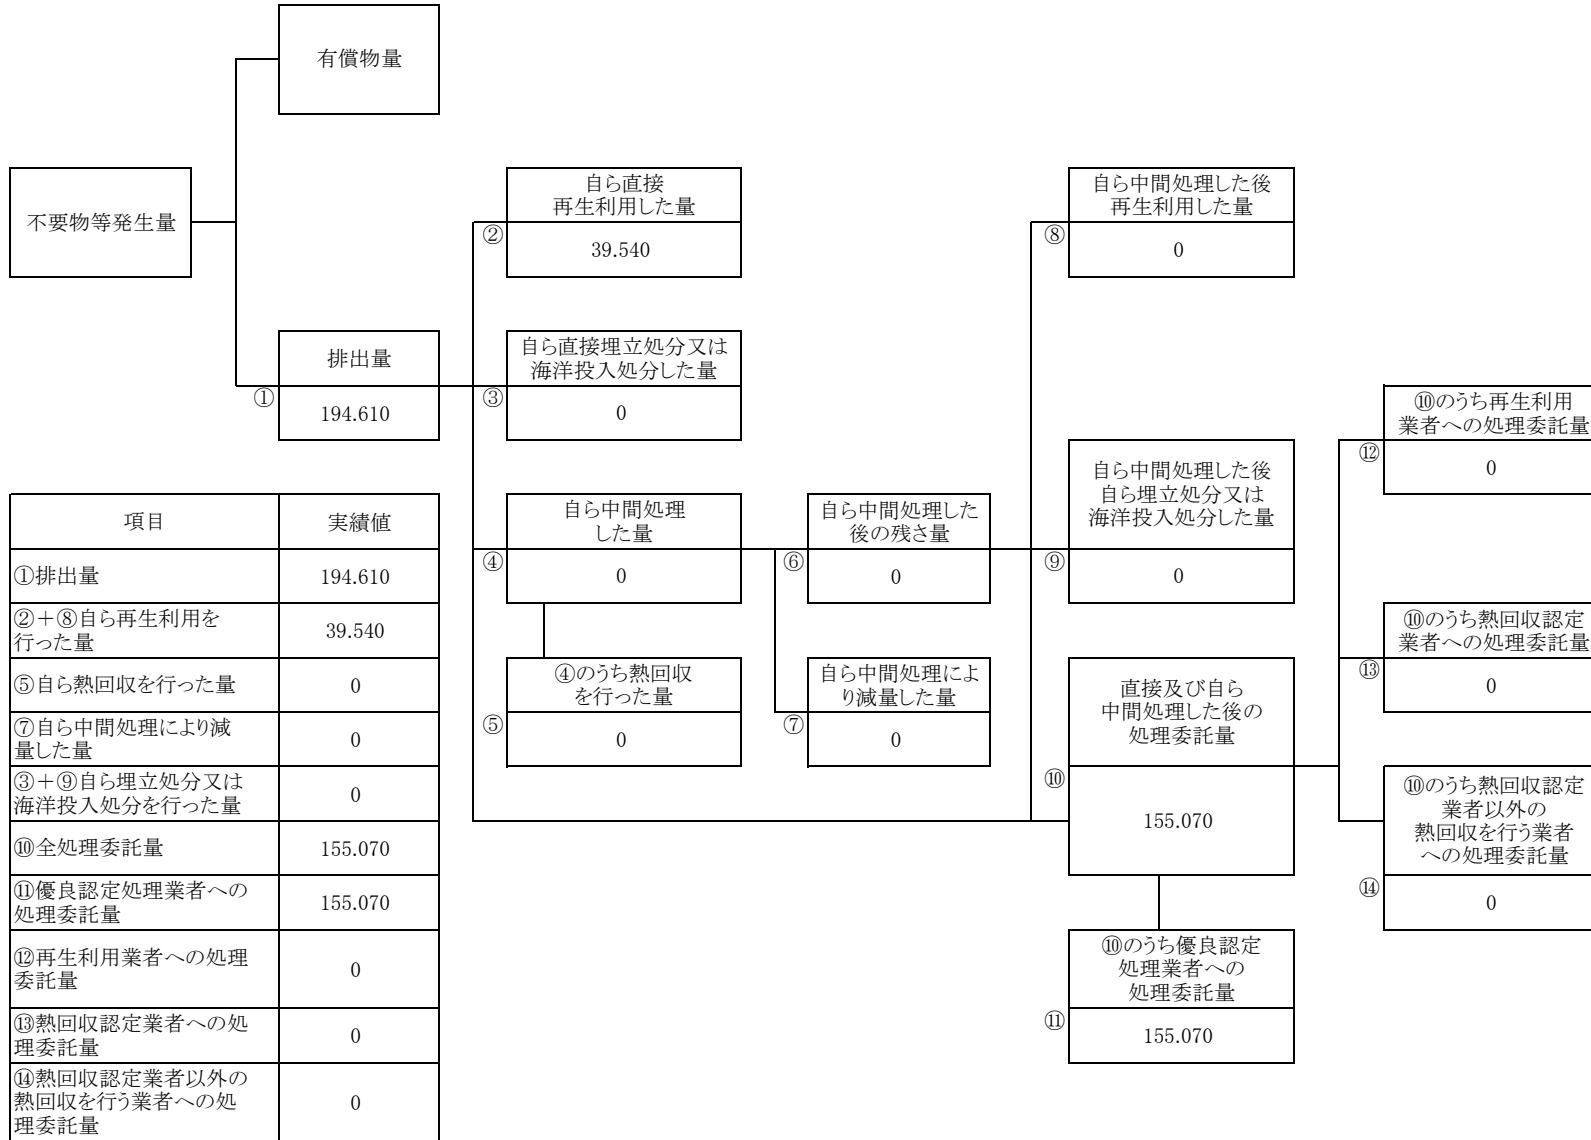 有償物量
不要物等発生量
自ら直接
再生利用した量
②
39.540
自ら中間処理した後
再生利用した量
⑧
0
排出量
①
194.610
自ら直接埋立処分又は
海洋投入処分した量
③
0
⑩のうち再生利用
業者への処理委託量
⑫
0
自ら中間処理
した量
④
0
自ら中間処理した
後の残さ量
⑥
0
自ら中間処理した後
自ら埋立処分又は
海洋投入処分した量
⑨
0
⑩のうち熱回収認定
業者への処理委託量
⑬
0
④のうち熱回収
を行った量
⑤
0
自ら中間処理によ
り減量した量
⑦
0
直接及び自ら
中間処理した後の
処理委託量
⑩
155.070
⑩のうち熱回収認定
業者以外の
熱回収を行う業者
への処理委託量
⑭
0
⑩のうち優良認定
処理業者への
処理委託量
⑪
155.070
項目 実績値
①排出量 194.610
②＋⑧自ら再生利用を
行った量 39.540
⑤自ら熱回収を行った量 0
⑦自ら中間処理により減
量した量 0
③＋⑨自ら埋立処分又は
海洋投入処分を行った量 0
⑩全処理委託量 155.070
⑪優良認定処理業者への
処理委託量 155.070
⑫再生利用業者への処理
委託量 0
⑬熱回収認定業者への処
理委託量 0
⑭熱回収認定業者以外の
熱回収を行う業者への処
理委託量 0